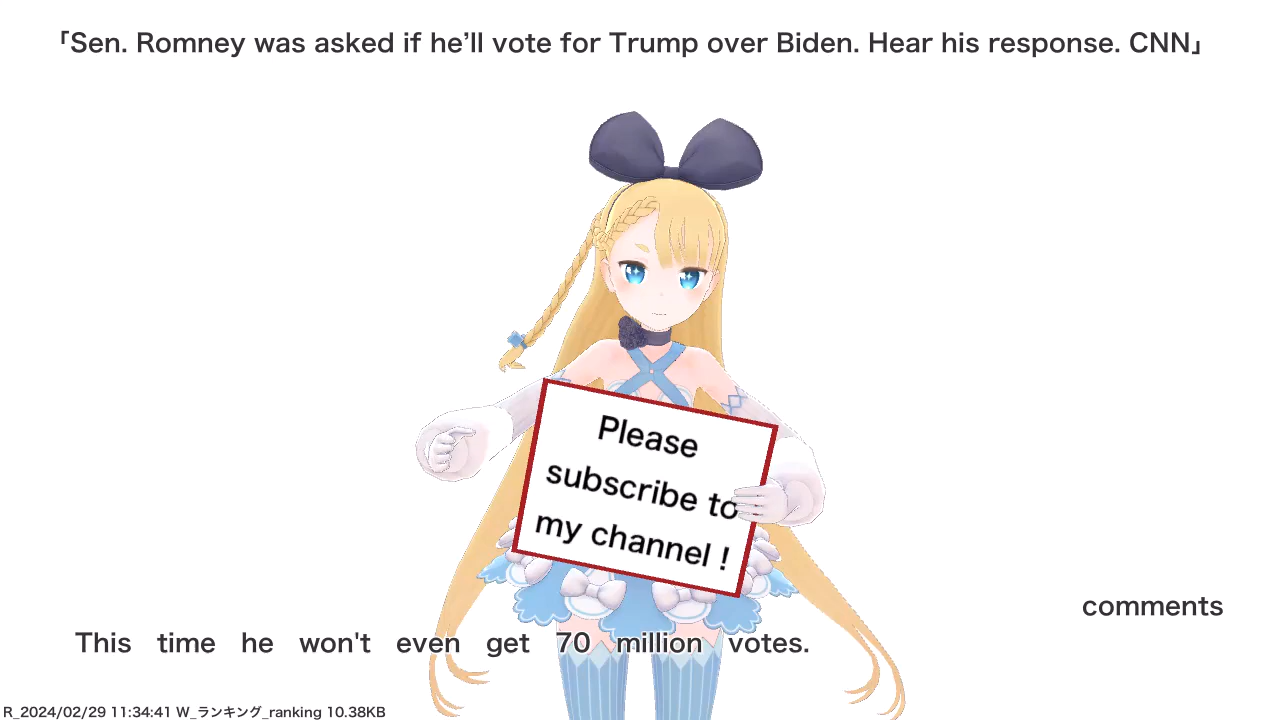 「Sen. Romney was asked if he’ll vote for Trump over Biden. Hear his response. CNN」
Please
subscribe to
my channel !
comments
This time he won't even get 70 million votes.
R_2024/02/29 11:34:41 W_ランキング_ranking 10.38KB